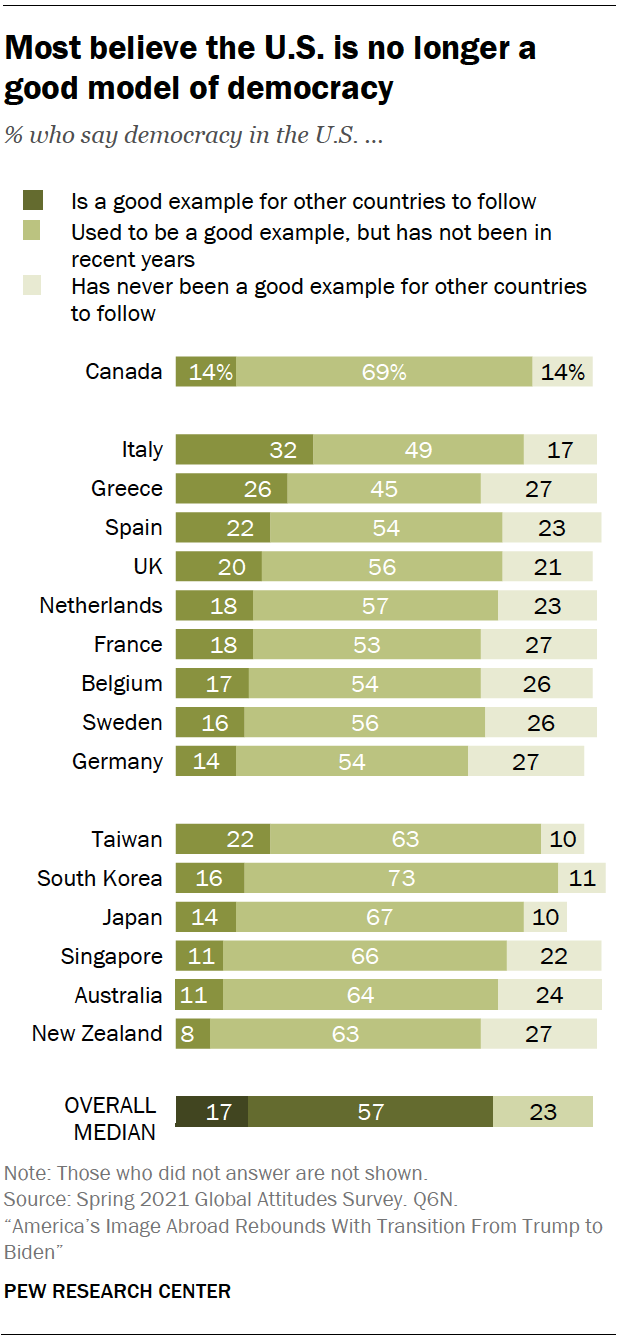 Most believe the U.S. is no longer a
good model of democracy
% who say democracy in the U.S. ...
Is a good example for other countries to follow
Used to be a good example, but has not been in
recent years
Has never been a good example for other countries
to follow
Canada 14% 69% 14%
Italy 32 49 17
Greece 26 45 27
Spain 22 54 23
UK 20 56 21
Netherlands 18 57 23
France 18 53 27
Belgium 17 54 26
Sweden 16 56 26
Germany 14 54 27
Taiwan 22 63 10
South Korea 16 73 11
Japan 14 67 10
Singapore 11 66 22
Australia 11 64 24
New Zealand 8 63 27
OVERALL
MEDIAN 17 57 23
Note: Those who did not answer are not shown.
Source: Spring 2021 Global Attitudes Survey. Q6N.
“America’s Image Abroad Rebounds With Transition From Trump to
Biden”
PEW RESEARCH CENTER